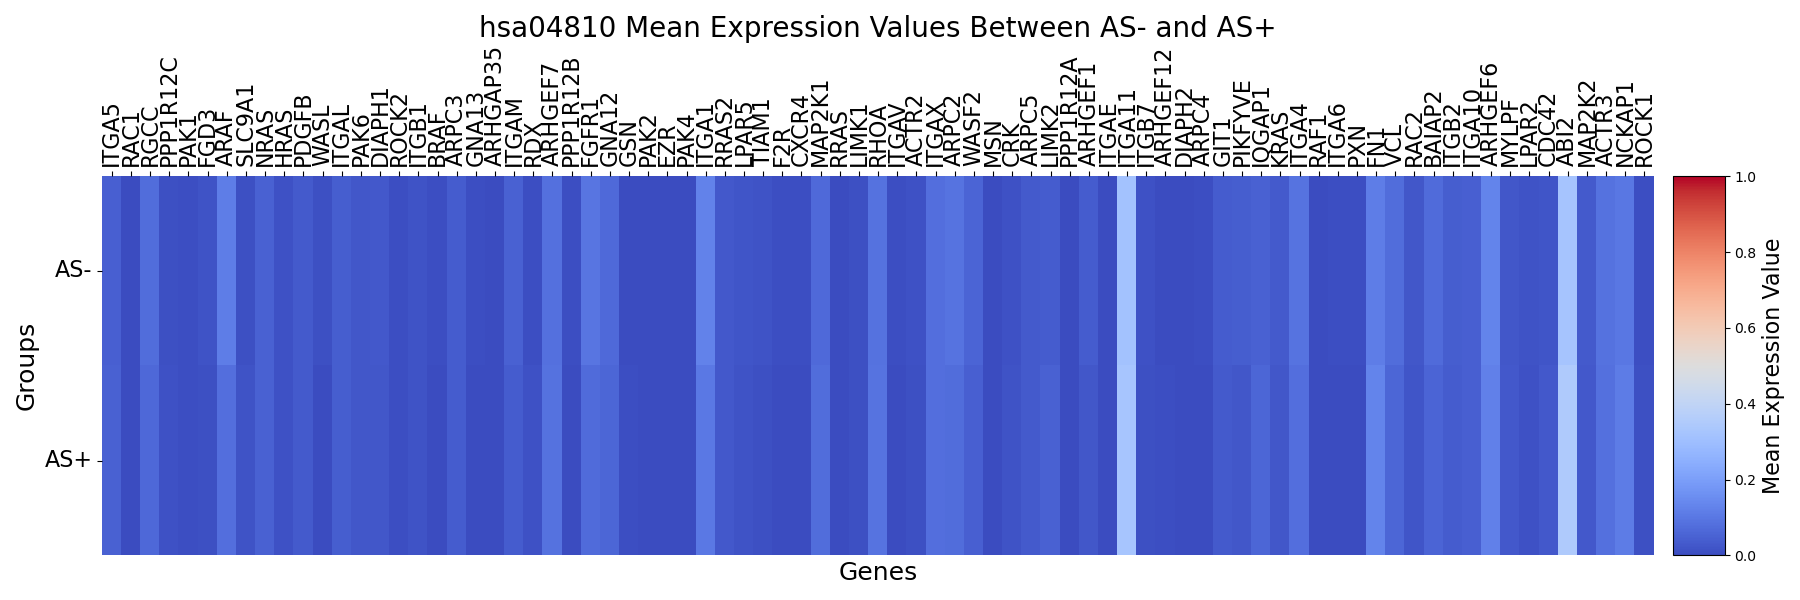 hsa04810 Mean Expression Values Between AS- and AS+
ITGA5
RAC1
RGCC
PPP1R12C
PAK1
FGD3
ARAF
SLC9A1
NRAS
HRAS
PDGFB
WASL
ITGAL
PAK6
DIAPH1
ROCK2
ITGB1
BRAF
ARPC3
GNA13
ARHGAP35
ITGAM
RDX
ARHGEF7
PPP1R12B
FGFR1
GNA12
GSN
PAK2
EZR
PAK4
ITGA1
RRAS2
LPAR5
TIAM1
F2R
CXCR4
MAP2K1
RRAS
LIMK1
RHOA
ITGAV
ACTR2
ITGAX
ARPC2
WASF2
MSN
CRK
ARPC5
LIMK2
PPP1R12A
ARHGEF1
ITGAE
ITGA11
ITGB7
ARHGEF12
DIAPH2
ARPC4
GIT1
PIKFYVE
IQGAP1
KRAS
ITGA4
RAF1
ITGA6
PXN
FN1
VCL
RAC2
BAIAP2
ITGB2
ITGA10
ARHGEF6
MYLPF
LPAR2
CDC42
ABI2
MAP2K2
ACTR3
NCKAP1
ROCK1
AS-
AS+
Groups
Genes
1.0
0.8
0.6
0.4
0.2
0.0
Mean Expression Value